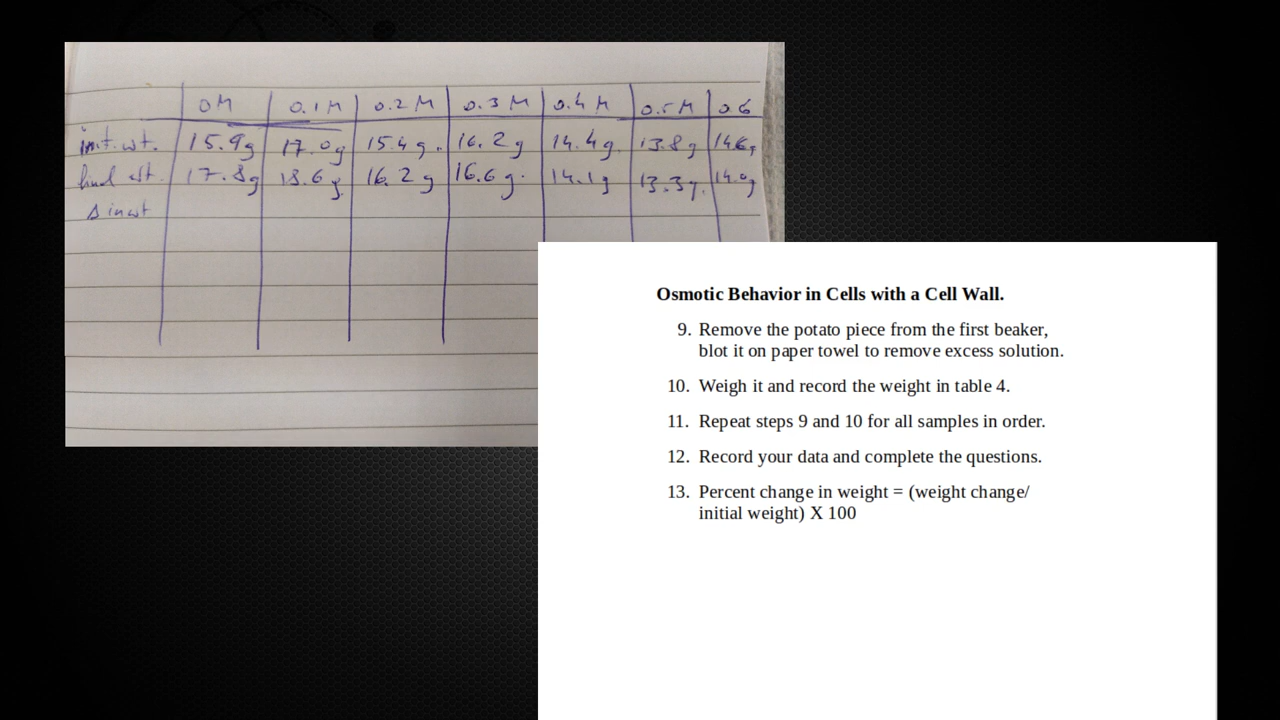 0M 0.1M 0.2M 0.3M 0.4M 0.5M 0.6
init.wt. 15.9g 17.0g 15.4g. 16.2g 14.4g. 13.8g 14.6g
final wt. 17.8g 18.6g 16.2g 16.6g. 14.1g 13.3g. 14.0g
Δ in wt
Osmotic Behavior in Cells with a Cell Wall.
9. Remove the potato piece from the first beaker,
blot it on paper towel to remove excess solution.
10. Weigh it and record the weight in table 4.
11. Repeat steps 9 and 10 for all samples in order.
12. Record your data and complete the questions.
13. Percent change in weight = (weight change/
initial weight) X 100